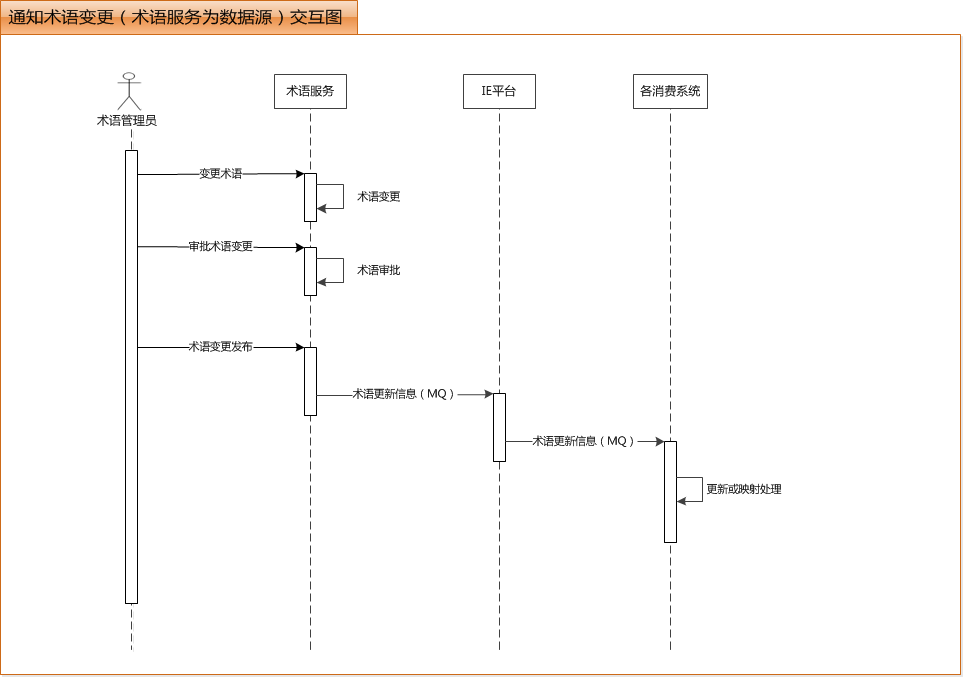 通知术语变更（术语服务为数据源）交互图
术语管理员
术语服务
IE平台
各消费系统
变更术语
术语变更
审批术语变更
术语审批
术语变更发布
术语更新信息（MQ）
术语更新信息（MQ）
更新或映射处理